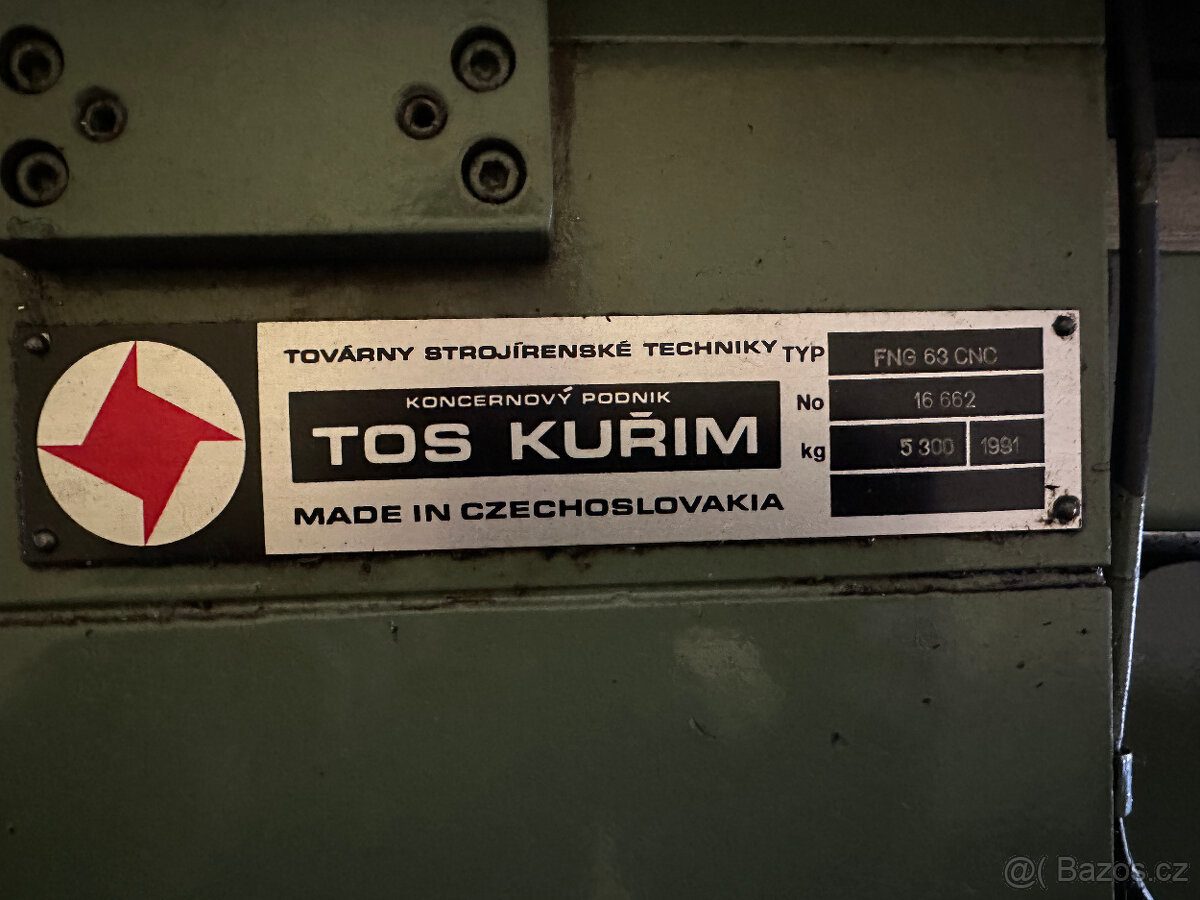 TOVÁRNY STROJÍRENSKÉ TECHNIKY
KONCERNOVÝ PODNIK
TOS KUŘIM
MADE IN CZECHOSLOVAKIA
TYP FNG 63 CNC
No 16 662
kg 5 300 1991
@( Bazos.cz